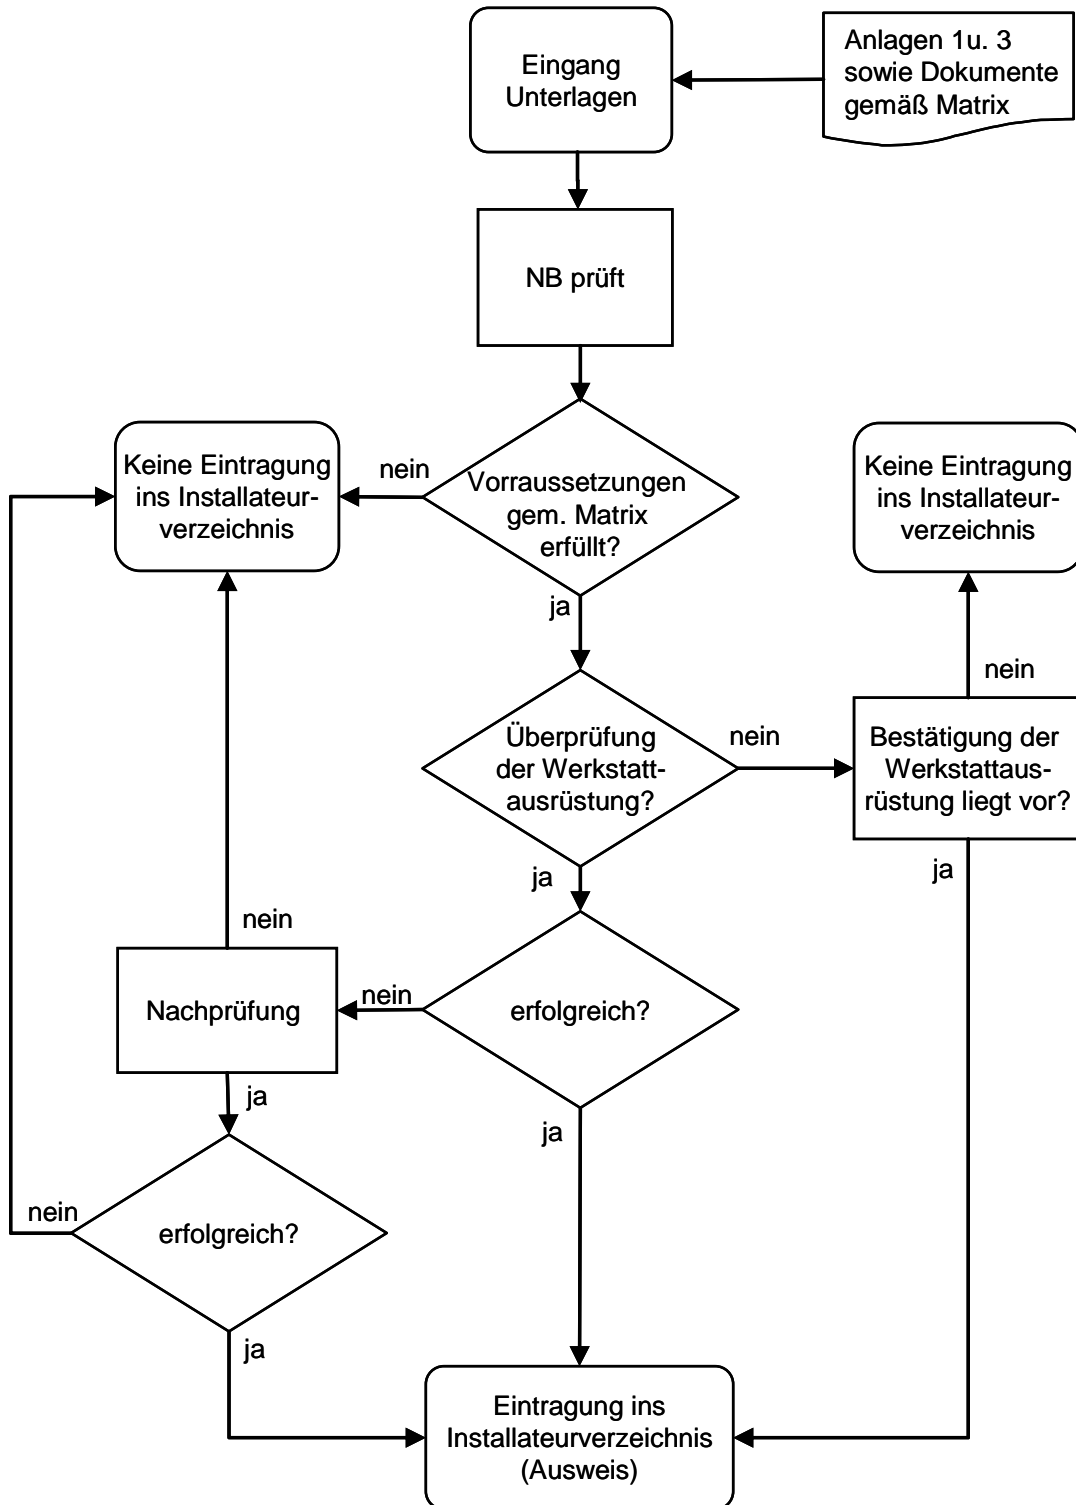 Eingang
Unterlagen
Anlagen 1u. 3
sowie Dokumente
gemäß Matrix
NB prüft
Keine Eintragung
ins Installateur-
verzeichnis
nein
Vorraussetzungen
gem. Matrix
erfüllt?
Keine Eintragung
ins Installateur-
verzeichnis
ja
nein
Überprüfung
der Werkstatt-
ausrüstung?
nein
Bestätigung der
Werkstattaus-
rüstung liegt vor?
ja
ja
nein
Nachprüfung
nein
erfolgreich?
ja
ja
nein
erfolgreich?
ja
Eintragung ins
Installateurverzeichnis
(Ausweis)